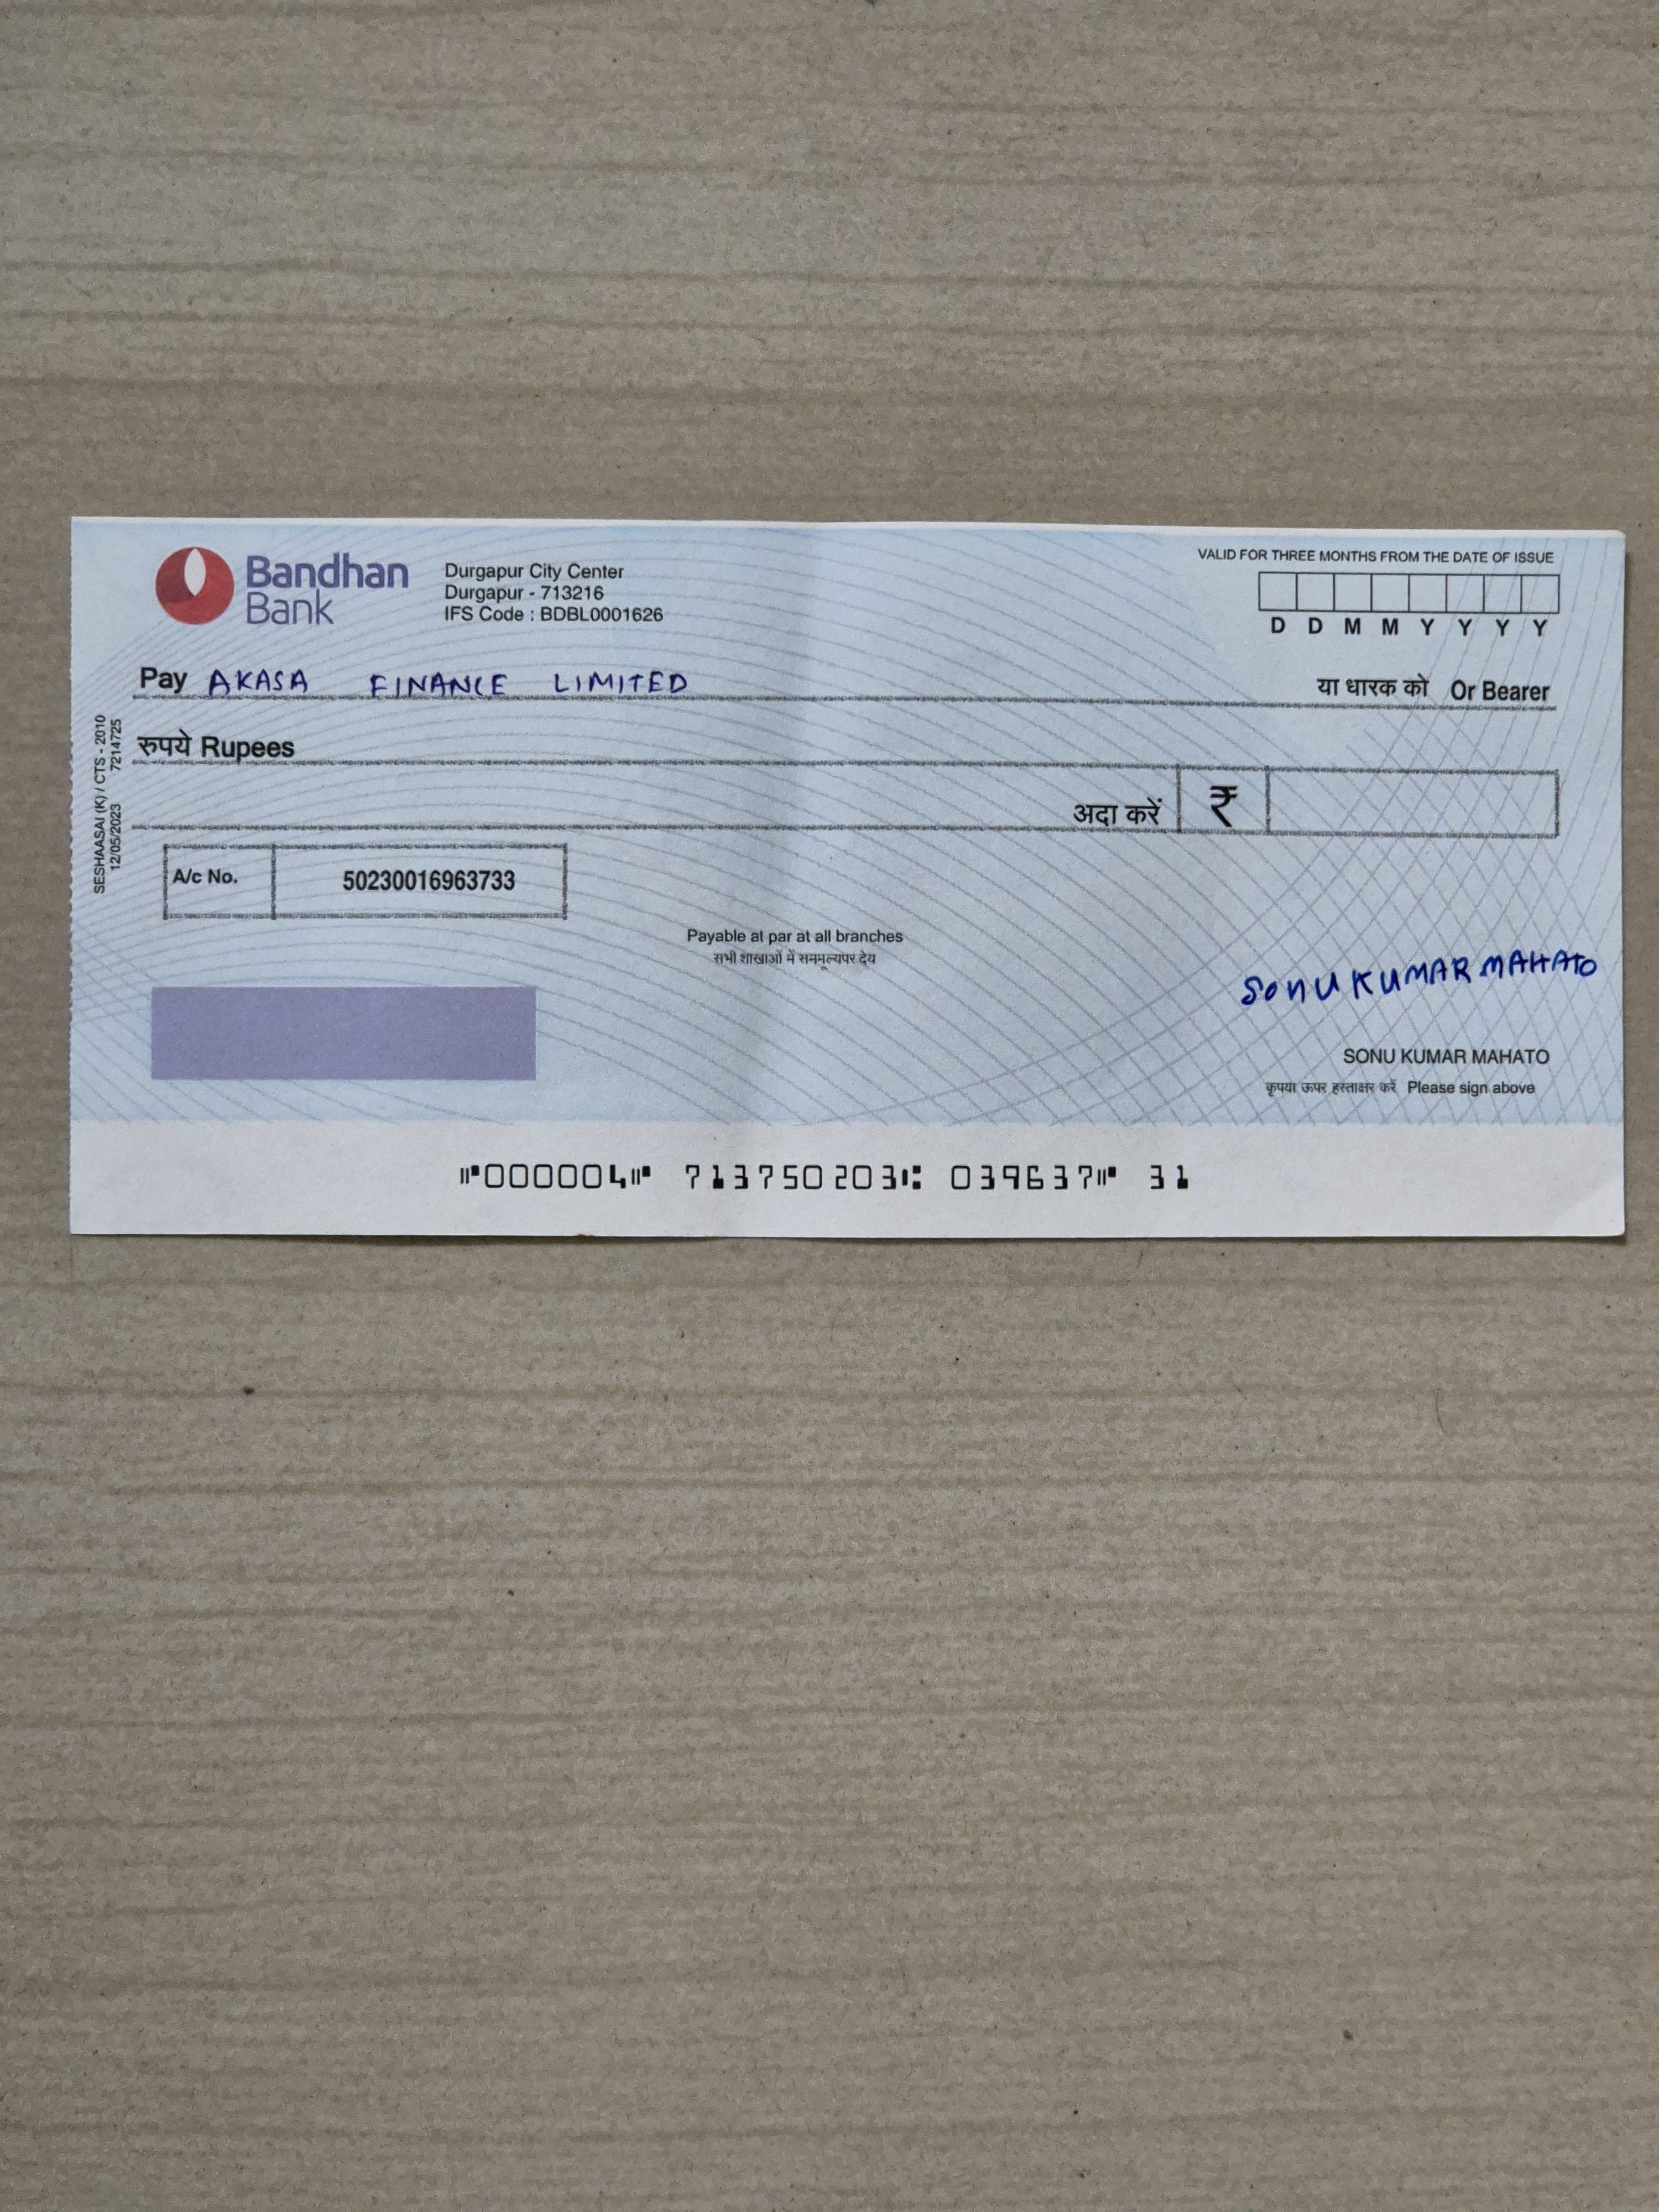 Bandhan
Bank
Durgapur City Center
Durgapur - 713216
IFS Code : BDBL0001626
VALID FOR THREE MONTHS FROM THE DATE OF ISSUE
D D M M Y Y Y Y
Pay AKASA FINANCE LIMITED
या धारक को Or Bearer
रुपये Rupees
अदा करें ₹
SESHAASAI (K) / CTS - 2010
12/05/2023 7214725
A/c No. 50230016963733
Payable at par at all branches
सभी शाखाओं में सममूल्यपर देय
SONU KUMAR MAHATO
SONU KUMAR MAHATO
कृपया ऊपर हस्ताक्षर करें Please sign above
⑈000004⑈ 713750203⑆ 039637⑈ 31